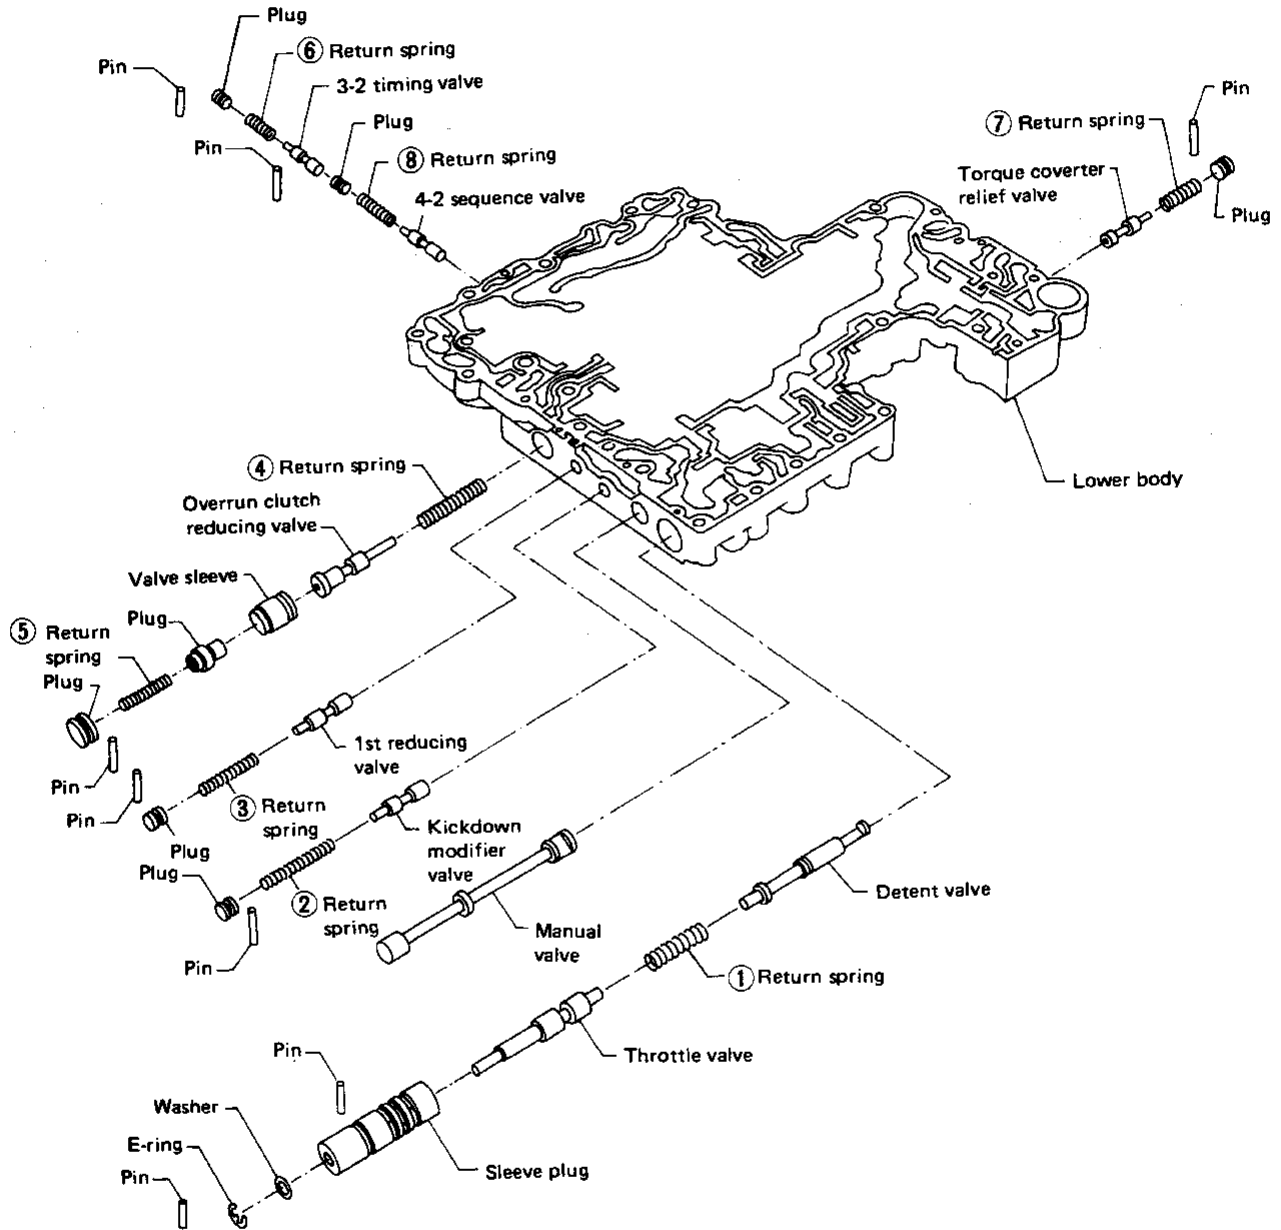 Plug
⑥ Return spring
Pin
3-2 timing valve
Plug
Pin
⑧ Return spring
4-2 sequence valve
Pin
⑦ Return spring
Torque coverter
relief valve
Plug
Lower body
④ Return spring
Overrun clutch
reducing valve
Valve sleeve
Plug
⑤ Return
spring
Plug
Pin
Pin
1st reducing
valve
③ Return
spring
Plug
Plug
Kickdown
modifier
valve
② Return
spring
Pin
Manual
valve
Detent valve
① Return spring
Throttle valve
Pin
Washer
E-ring
Pin
Sleeve plug